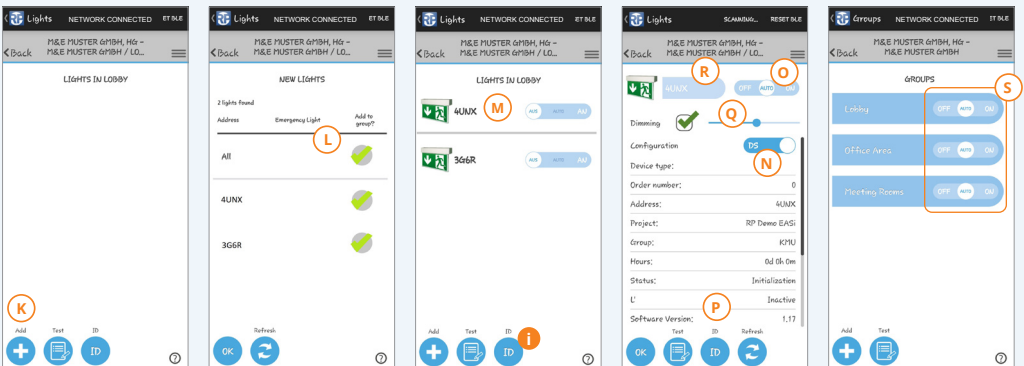 Lights NETWORK CONNECTED ET BLE
M&E MUSTER GMBH, HG -
Back M&E MUSTER GMBH / LO...
LIGHTS IN LOBBY
K
Add Test ID
ID
?
Lights NETWORK CONNECTED ET BLE
M&E MUSTER GMBH, HG -
Back M&E MUSTER GMBH / LO...
NEW LIGHTS
2 lights found
Address Emergency Light Add to
group?
L
All
4UNX
3G6R
Refresh
OK
?
Lights NETWORK CONNECTED ET BLE
M&E MUSTER GMBH, HG -
Back M&E MUSTER GMBH / LO...
LIGHTS IN LOBBY
4UNX M AUS AUTO AN
3G6R AUS AUTO AN
Add Test ID i
ID
?
Lights SCANNING... RESET BLE
M&E MUSTER GMBH, HG -
Back M&E MUSTER GMBH / LO...
R O
4UNX OFF AUTO ON
Dimming Q
Configuration DS
N
Device type:
Order number: 0
Address: 4UNX
Project: RP Demo EASi
Group: KMU
Hours: 0d 0h 0m
Status: Initialization
L' Inactive
P
Software Version: 1.17
Test ID Refresh
OK ID
Groups NETWORK CONNECTED IT BLE
M&E MUSTER GMBH, HG -
Back M&E MUSTER GMBH
GROUPS
S
Lobby OFF AUTO ON
Office Area OFF AUTO ON
Meeting Rooms OFF AUTO ON
Add Test
?